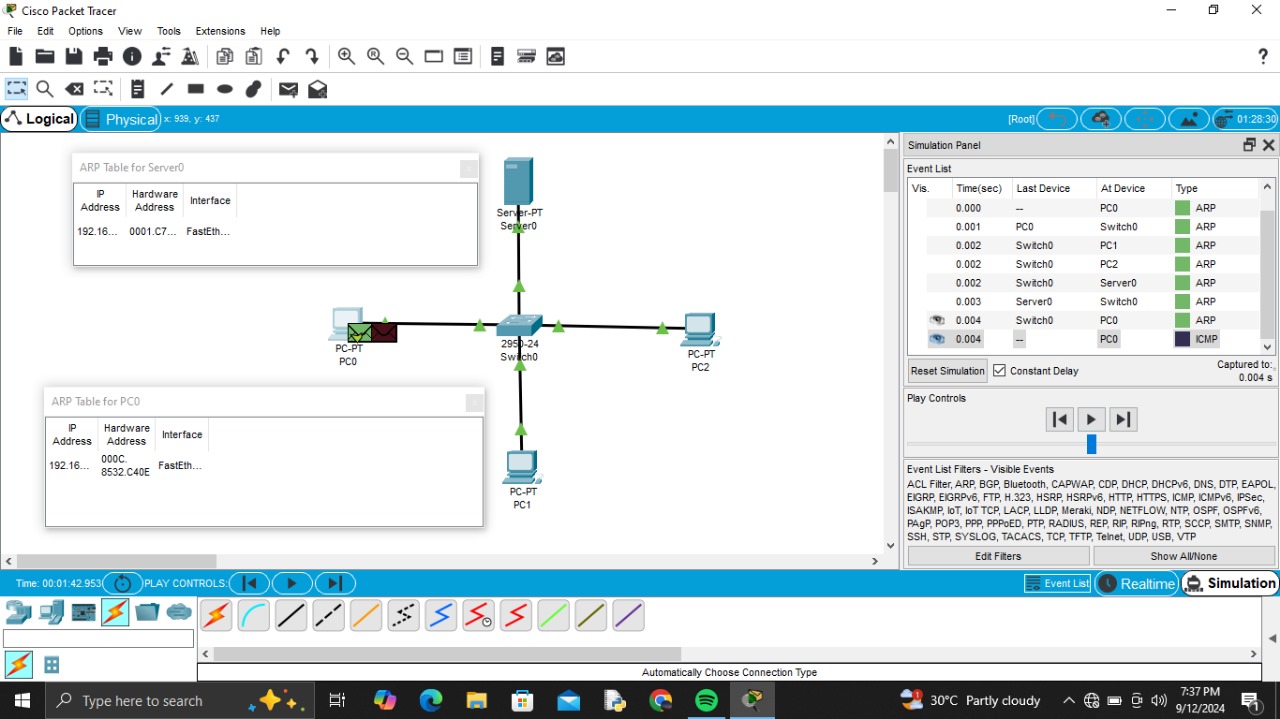 Cisco Packet Tracer
File Edit Options View Tools Extensions Help
?
Logical Physical x: 939, y: 437 [Root] 01:28:30
ARP Table for Server0
IP Address Hardware Address Interface
192.16... 0001.C7... FastEth...
Server-PT
Server0
PC-PT
PC0
2950-24
Switch0
PC-PT
PC2
ARP Table for PC0
IP Address Hardware Address Interface
192.16... 000C.8532.C40E FastEth...
PC-PT
PC1
Simulation Panel
Event List
Vis. Time(sec) Last Device At Device Type
0.000 -- PC0 ARP
0.001 PC0 Switch0 ARP
0.002 Switch0 PC1 ARP
0.002 Switch0 PC2 ARP
0.002 Switch0 Server0 ARP
0.003 Server0 Switch0 ARP
0.004 Switch0 PC0 ARP
0.004 -- PC0 ICMP
Reset Simulation Constant Delay Captured to:
0.004 s
Play Controls
Event List Filters - Visible Events
ACL Filter, ARP, BGP, Bluetooth, CAPWAP, CDP, DHCP, DHCPv6, DNS, DTP, EAPOL,
EIGRP, EIGRPv6, FTP, H.323, HSRP, HSRPv6, HTTP, HTTPS, ICMP, ICMPv6, IPSec,
ISAKMP, IoT, IoT TCP, LACP, LLDP, Meraki, NDP, NETFLOW, NTP, OSPF, OSPFv6,
PAgP, POP3, PPP, PPPoED, PTP, RADIUS, REP, RIP, RIPng, RTP, SCCP, SMTP, SNMP,
SSH, STP, SYSLOG, TACACS, TCP, TFTP, Telnet, UDP, USB, VTP
Edit Filters Show All/None
Time: 00:01:42.953 PLAY CONTROLS: Event List Realtime Simulation
Automatically Choose Connection Type
Type here to search 30°C Partly cloudy 7:37 PM
9/12/2024
1